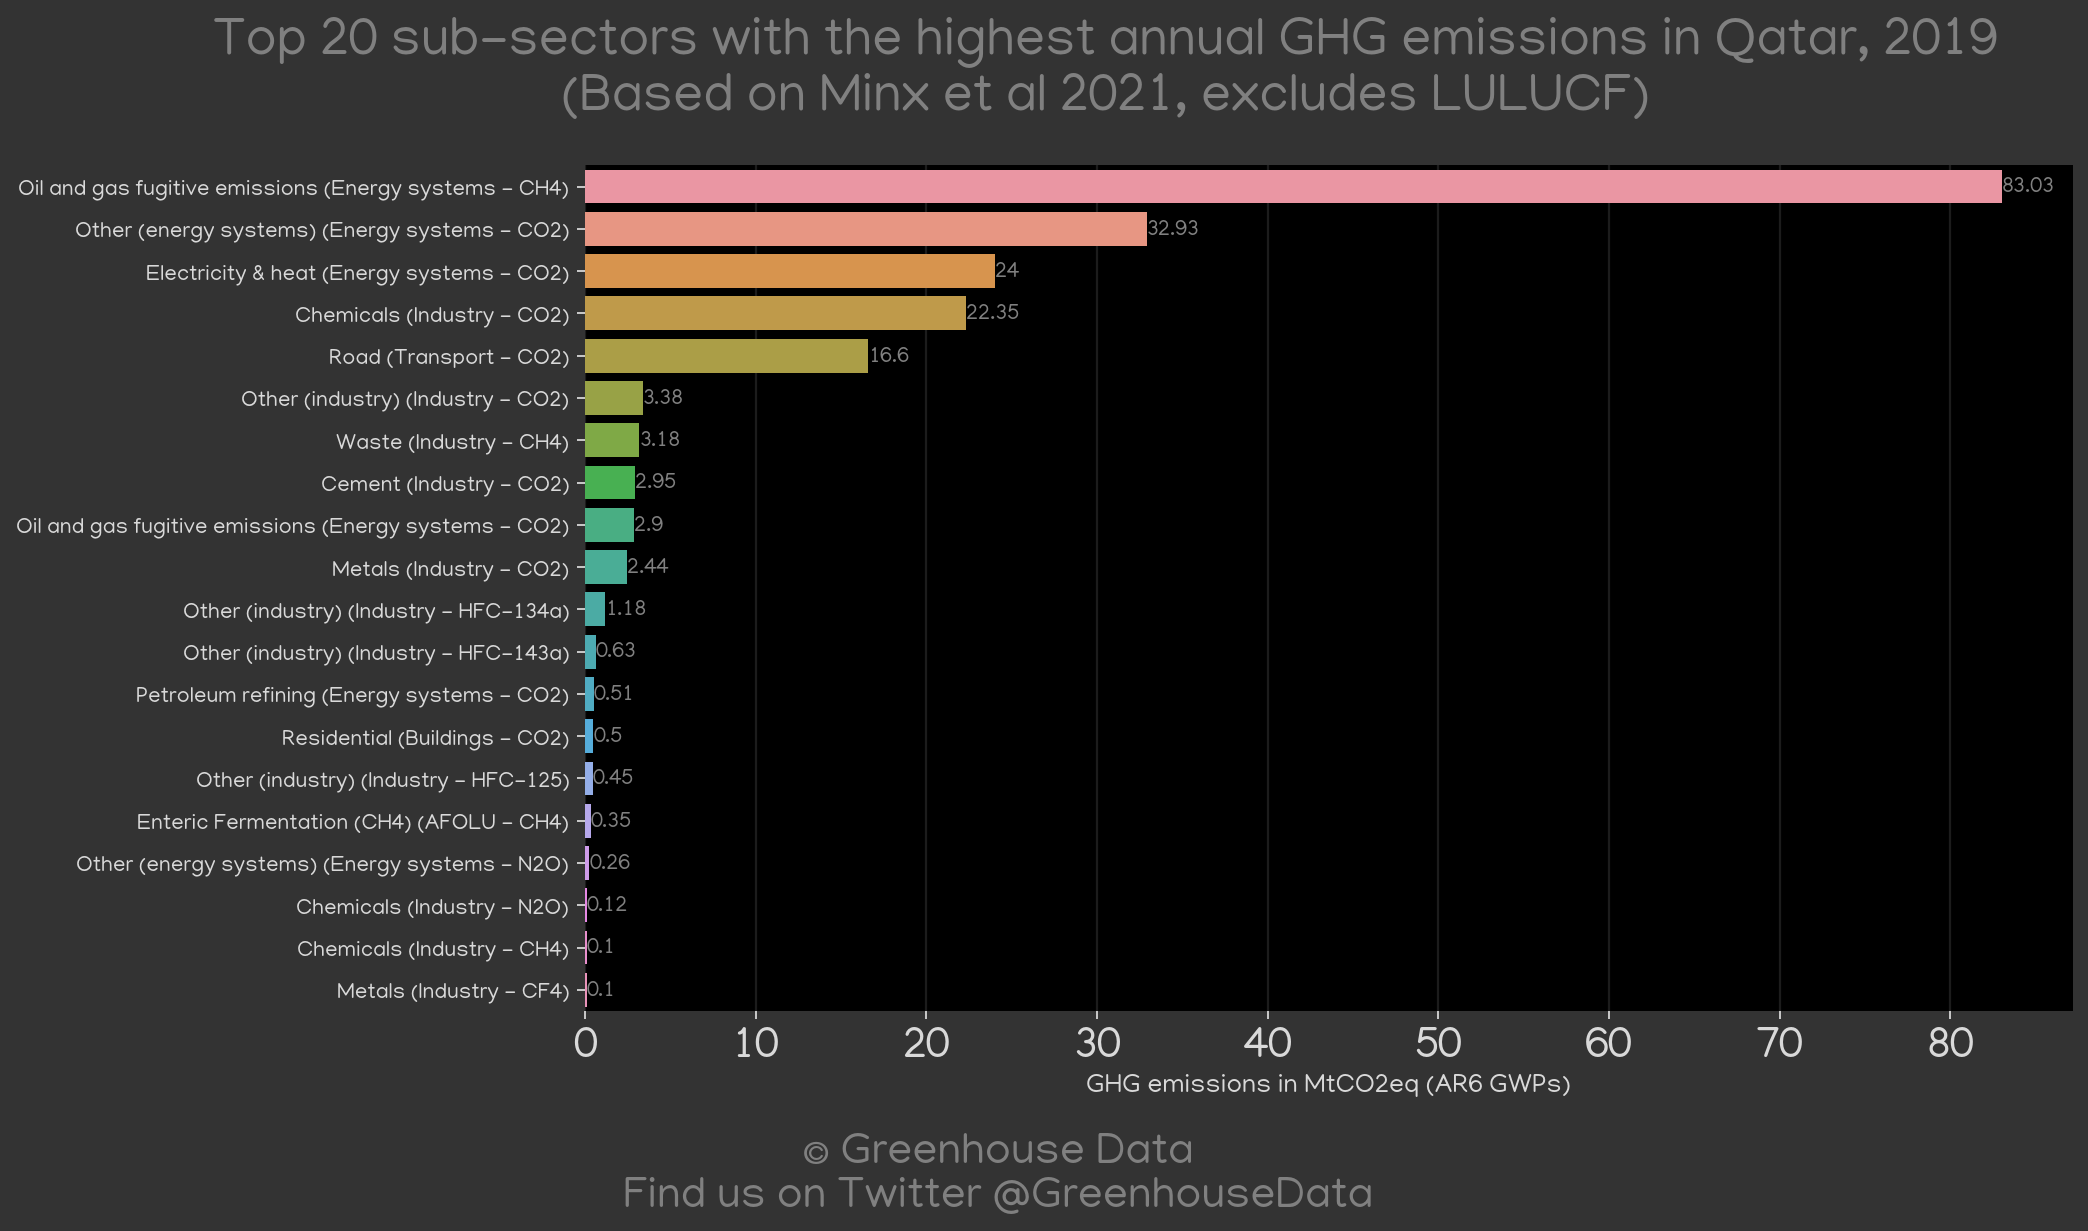 Top 20 sub-sectors with the highest annual GHG emissions in Qatar, 2019
(Based on Minx et al 2021, excludes LULUCF)
Oil and gas fugitive emissions (Energy systems - CH4) 83.03
Other (energy systems) (Energy systems - CO2) 32.93
Electricity & heat (Energy systems - CO2) 24
Chemicals (Industry - CO2) 22.35
Road (Transport - CO2) 16.6
Other (industry) (Industry - CO2) 3.38
Waste (Industry - CH4) 3.18
Cement (Industry - CO2) 2.95
Oil and gas fugitive emissions (Energy systems - CO2) 2.9
Metals (Industry - CO2) 2.44
Other (industry) (Industry - HFC-134a) 1.18
Other (industry) (Industry - HFC-143a) 0.63
Petroleum refining (Energy systems - CO2) 0.51
Residential (Buildings - CO2) 0.5
Other (industry) (Industry - HFC-125) 0.45
Enteric Fermentation (CH4) (AFOLU - CH4) 0.35
Other (energy systems) (Energy systems - N2O) 0.26
Chemicals (Industry - N2O) 0.12
Chemicals (Industry - CH4) 0.1
Metals (Industry - CF4) 0.1
0 10 20 30 40 50 60 70 80
GHG emissions in MtCO2eq (AR6 GWPs)
© Greenhouse Data
Find us on Twitter @GreenhouseData